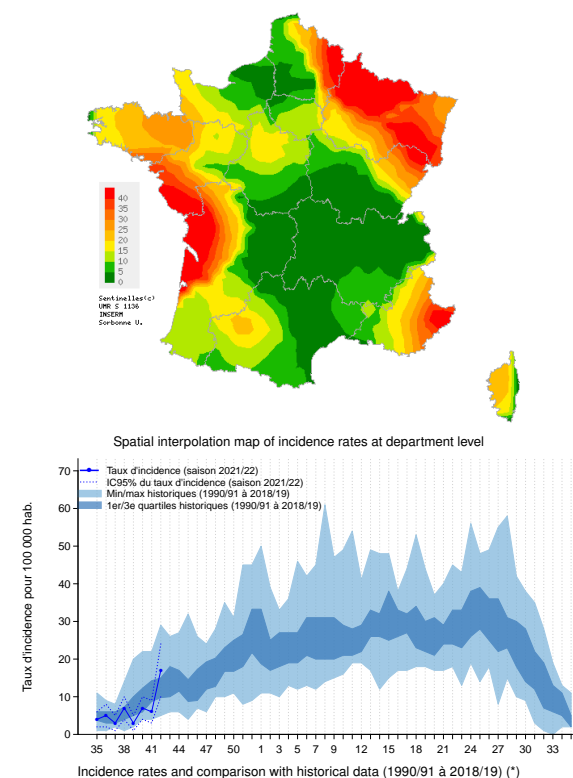 40
35
30
25
20
15
10
5
0
Sentinelles(c)
UMR S 1136
INSERM
Sorbonne U.
Spatial interpolation map of incidence rates at department level
Taux d'incidence pour 100 000 hab.
70
60
50
40
30
20
10
0
Taux d'incidence (saison 2021/22)
IC95% du taux d'incidence (saison 2021/22)
Min/max historiques (1990/91 à 2018/19)
1er/3e quartiles historiques (1990/91 à 2018/19)
35 38 41 44 47 50 1 3 5 7 9 12 15 18 21 24 27 30 33
Incidence rates and comparison with historical data (1990/91 à 2018/19) (*)